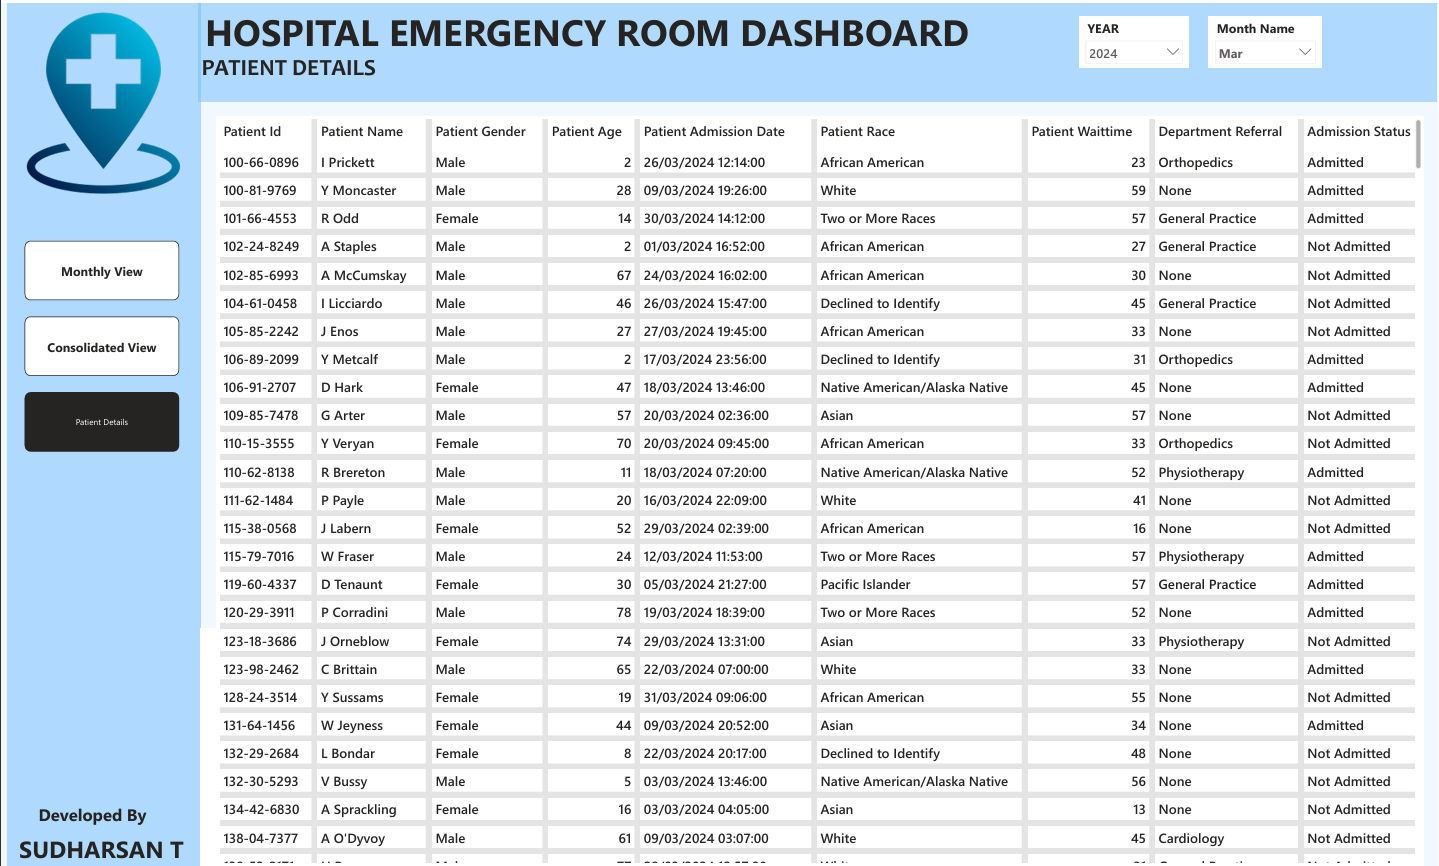 HOSPITAL EMERGENCY ROOM DASHBOARD
PATIENT DETAILS
YEAR
2024
Month Name
Mar
Monthly View
Consolidated View
Patient Details
Developed By
SUDHARSAN T
Patient Id Patient Name Patient Gender Patient Age Patient Admission Date Patient Race Patient Waittime Department Referral Admission Status
100-66-0896 I Prickett Male 2 26/03/2024 12:14:00 African American 23 Orthopedics Admitted
100-81-9769 Y Moncaster Male 28 09/03/2024 19:26:00 White 59 None Admitted
101-66-4553 R Odd Female 14 30/03/2024 14:12:00 Two or More Races 57 General Practice Admitted
102-24-8249 A Staples Male 2 01/03/2024 16:52:00 African American 27 General Practice Not Admitted
102-85-6993 A McCumskay Male 67 24/03/2024 16:02:00 African American 30 None Not Admitted
104-61-0458 I Licciardo Male 46 26/03/2024 15:47:00 Declined to Identify 45 General Practice Not Admitted
105-85-2242 J Enos Male 27 27/03/2024 19:45:00 African American 33 None Not Admitted
106-89-2099 Y Metcalf Male 2 17/03/2024 23:56:00 Declined to Identify 31 Orthopedics Admitted
106-91-2707 D Hark Female 47 18/03/2024 13:46:00 Native American/Alaska Native 45 None Admitted
109-85-7478 G Arter Male 57 20/03/2024 02:36:00 Asian 57 None Not Admitted
110-15-3555 Y Veryan Female 70 20/03/2024 09:45:00 African American 33 Orthopedics Not Admitted
110-62-8138 R Brereton Male 11 18/03/2024 07:20:00 Native American/Alaska Native 52 Physiotherapy Admitted
111-62-1484 P Payle Male 20 16/03/2024 22:09:00 White 41 None Not Admitted
115-38-0568 J Labern Female 52 29/03/2024 02:39:00 African American 16 None Not Admitted
115-79-7016 W Fraser Male 24 12/03/2024 11:53:00 Two or More Races 57 Physiotherapy Admitted
119-60-4337 D Tenaunt Female 30 05/03/2024 21:27:00 Pacific Islander 57 General Practice Admitted
120-29-3911 P Corradini Male 78 19/03/2024 18:39:00 Two or More Races 52 None Admitted
123-18-3686 J Orneblow Female 74 29/03/2024 13:31:00 Asian 33 Physiotherapy Not Admitted
123-98-2462 C Brittain Male 65 22/03/2024 07:00:00 White 33 None Admitted
128-24-3514 Y Sussams Female 19 31/03/2024 09:06:00 African American 55 None Not Admitted
131-64-1456 W Jeyness Female 44 09/03/2024 20:52:00 Asian 34 None Admitted
132-29-2684 L Bondar Female 8 22/03/2024 20:17:00 Declined to Identify 48 None Not Admitted
132-30-5293 V Bussy Male 5 03/03/2024 13:46:00 Native American/Alaska Native 56 None Not Admitted
134-42-6830 A Sprackling Female 16 03/03/2024 04:05:00 Asian 13 None Not Admitted
138-04-7377 A O'Dyvoy Male 61 09/03/2024 03:07:00 White 45 Cardiology Not Admitted